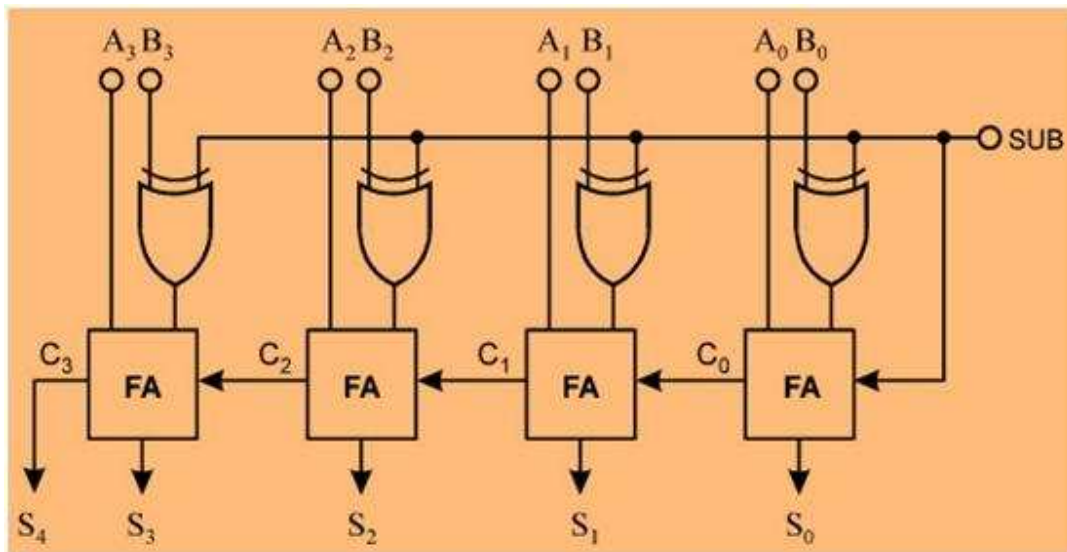 A₃ B₃ A₂ B₂ A₁ B₁ A₀ B₀
SUB
C₃ FA C₂ FA C₁ FA C₀ FA
S₄ S₃ S₂ S₁ S₀